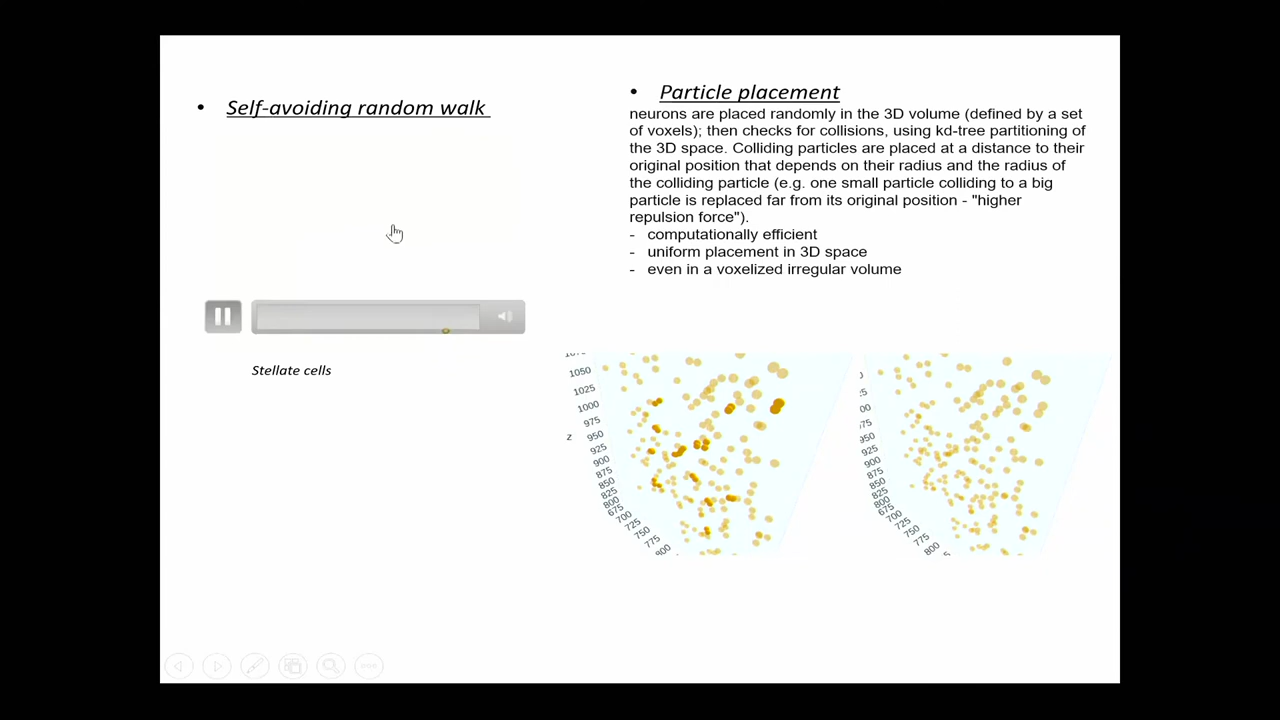 • Self-avoiding random walk
Stellate cells
• Particle placement
neurons are placed randomly in the 3D volume (defined by a set
of voxels); then checks for collisions, using kd-tree partitioning of
the 3D space. Colliding particles are placed at a distance to their
original position that depends on their radius and the radius of
the colliding particle (e.g. one small particle colliding to a big
particle is replaced far from its original position - "higher
repulsion force").
- computationally efficient
- uniform placement in 3D space
- even in a voxelized irregular volume
1050
1025
1000
975
z
950
925
900
875
850
825
800
675
700
725
750
775
800
00
950
925
900
875
850
825
800
675
700
725
750
775
800